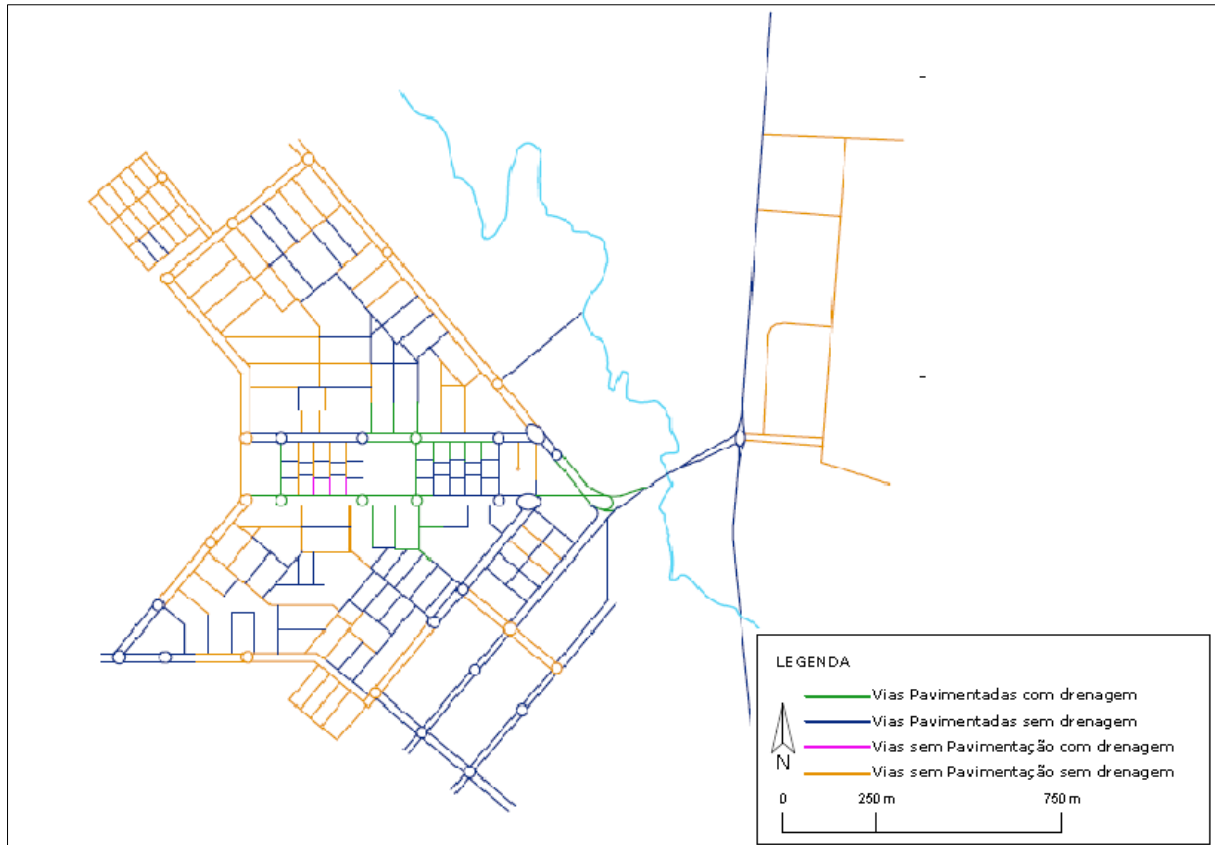 LEGENDA
Vias Pavimentadas com drenagem
Vias Pavimentadas sem drenagem
Vias sem Pavimentação com drenagem
Vias sem Pavimentação sem drenagem
N
0 250 m 750 m